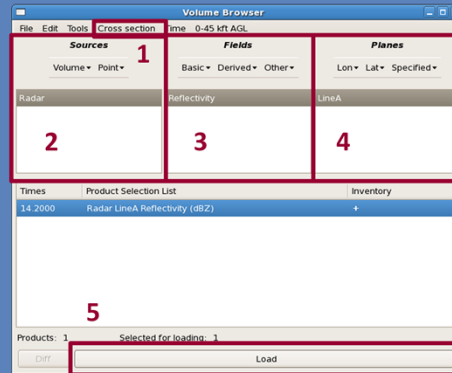 Volume Browser
File Edit Tools Cross section Time 0-45 kft AGL
Sources Fields Planes
1
Volume Point Basic Derived Other Lon Lat Specified
Radar Reflectivity LineA
2 3 4
Times Product Selection List Inventory
14.2000 Radar LineA Reflectivity (dBZ) +
5
Products: 1 Selected for loading: 1
Diff Load